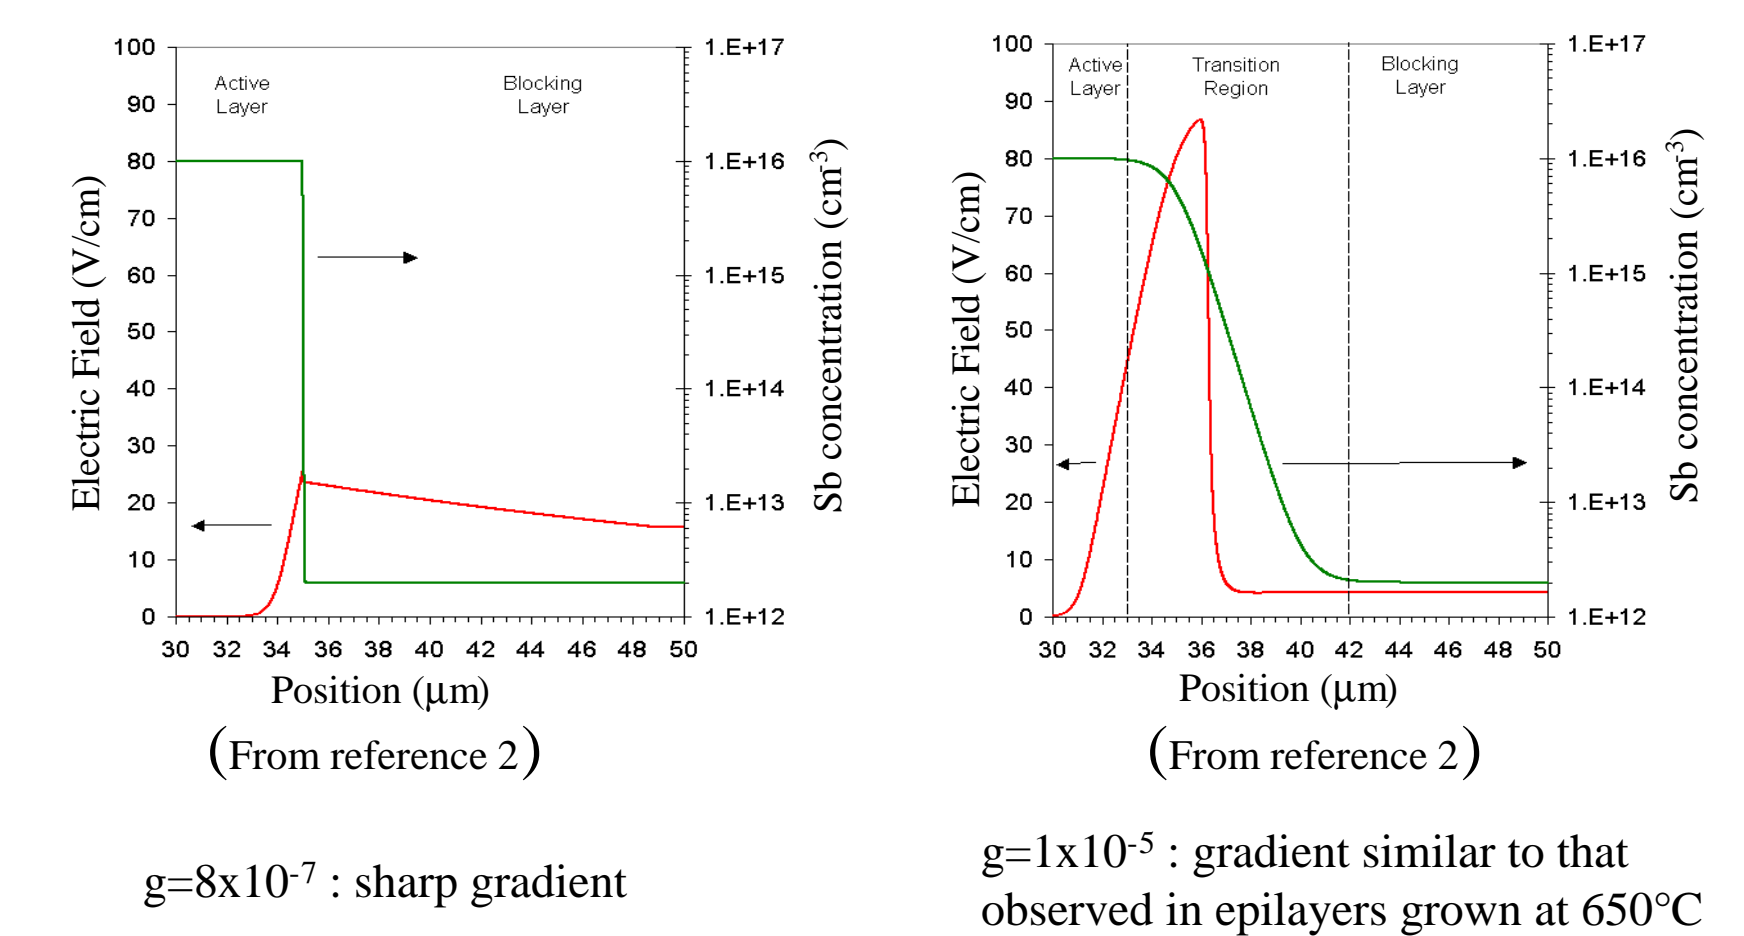 100
90
80
70
60
50
40
30
20
10
0
Electric Field (V/cm)
Active
Layer
Blocking
Layer
1.E+17
1.E+16
1.E+15
1.E+14
1.E+13
1.E+12
Sb concentration (cm-3)
30 32 34 36 38 40 42 44 46 48 50
Position (μm)
(From reference 2)
g=8x10-7 : sharp gradient
100
90
80
70
60
50
40
30
20
10
0
Electric Field (V/cm)
Active
Layer
Transition
Region
Blocking
Layer
1.E+17
1.E+16
1.E+15
1.E+14
1.E+13
1.E+12
Sb concentration (cm-3)
30 32 34 36 38 40 42 44 46 48 50
Position (μm)
(From reference 2)
g=1x10-5 : gradient similar to that
observed in epilayers grown at 650°C